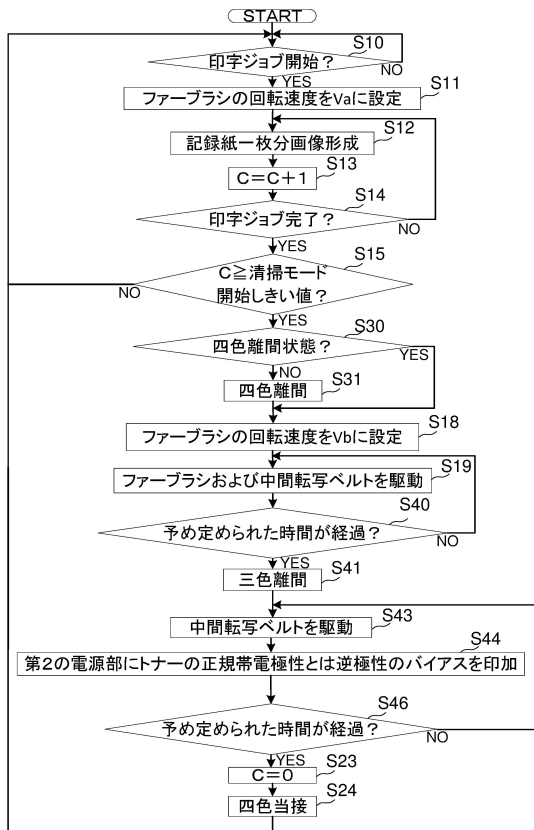 START
S10
印字ジョブ開始？
NO
YES
S11
ファーブラシの回転速度をVaに設定
S12
記録紙一枚分画像形成
S13
C＝C＋1
S14
印字ジョブ完了？
NO
YES
S15
C≧清掃モード
開始しきい値？
NO
YES
S30
四色離間状態？
YES
NO
S31
四色離間
S18
ファーブラシの回転速度をVbに設定
S19
ファーブラシおよび中間転写ベルトを駆動
S40
予め定められた時間が経過？
NO
YES
S41
三色離間
S43
中間転写ベルトを駆動
S44
第2の電源部にトナーの正規帯電極性とは逆極性のバイアスを印加
S46
予め定められた時間が経過？
NO
YES
S23
C＝0
S24
四色当接